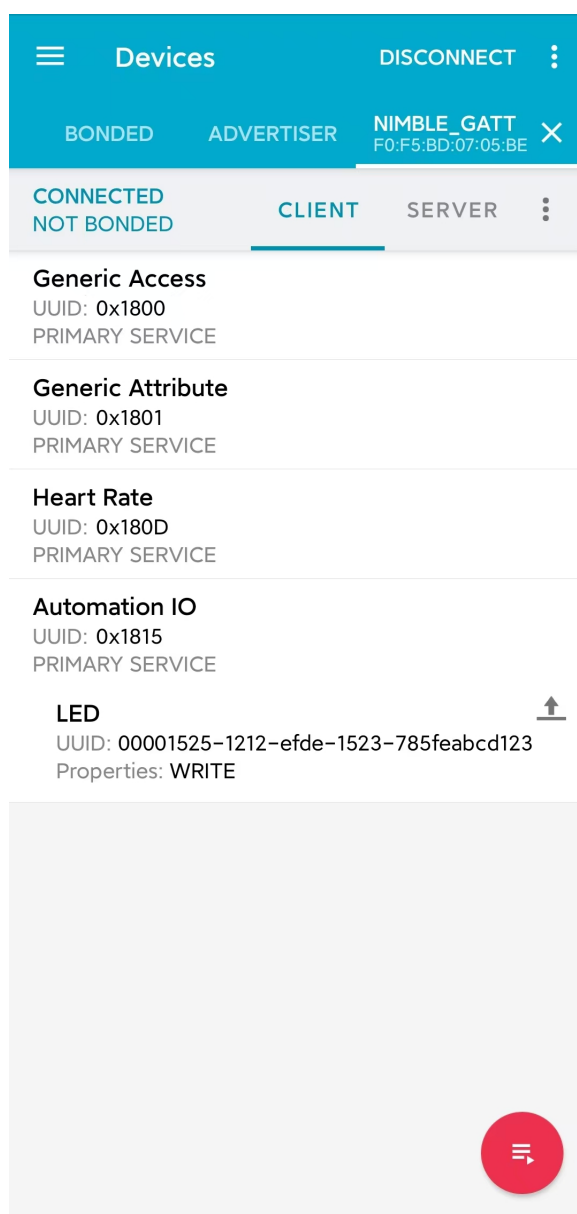 Devices
DISCONNECT
BONDED
ADVERTISER
NIMBLE_GATT
F0:F5:BD:07:05:BE
CONNECTED
NOT BONDED
CLIENT
SERVER
Generic Access
UUID: 0x1800
PRIMARY SERVICE
Generic Attribute
UUID: 0x1801
PRIMARY SERVICE
Heart Rate
UUID: 0x180D
PRIMARY SERVICE
Automation IO
UUID: 0x1815
PRIMARY SERVICE
LED
UUID: 00001525-1212-efde-1523-785feabcd123
Properties: WRITE